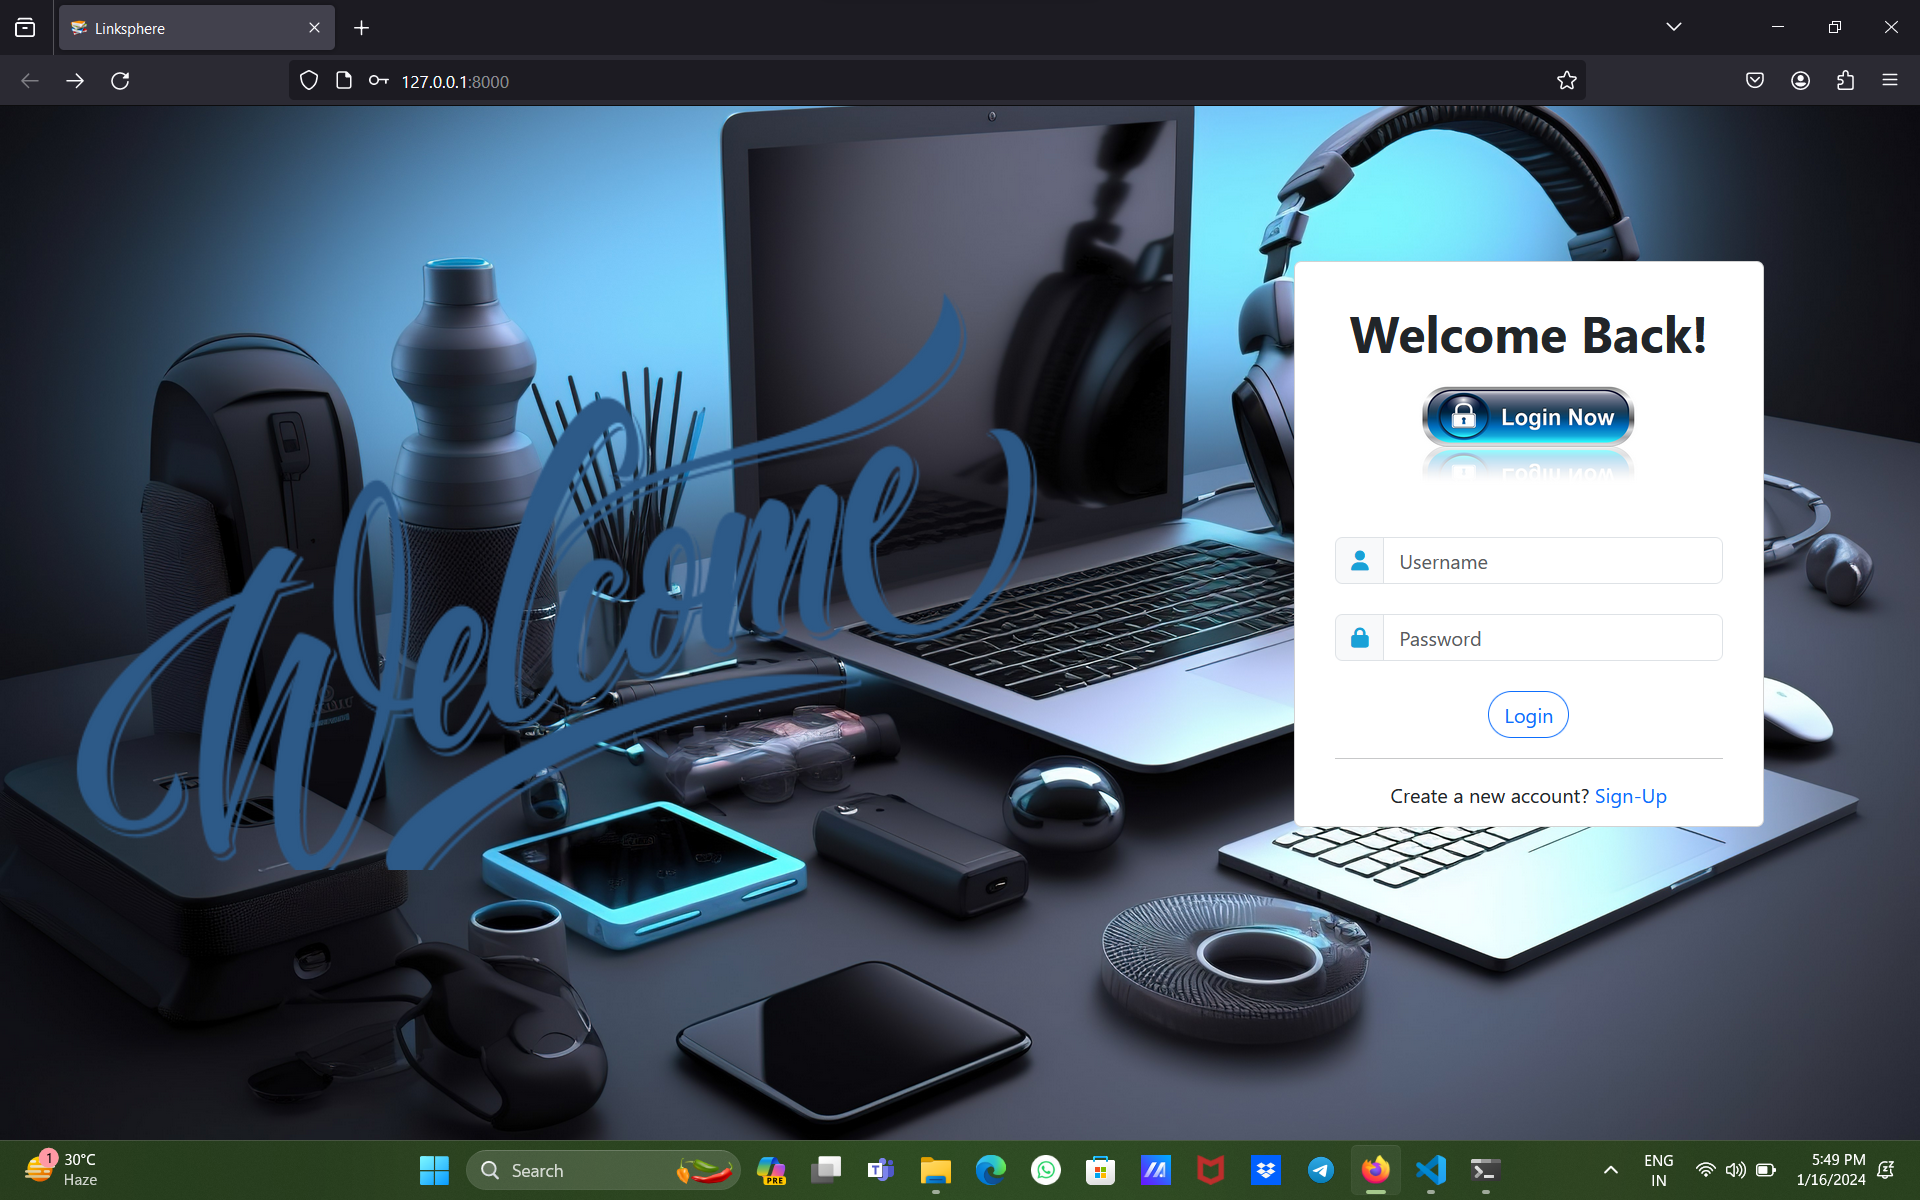 Linksphere
127.0.0.1:8000
Welcome
Welcome Back!
Login Now
Username
Password
Login
Create a new account? Sign-Up
1
30°C
Haze
Search
PRE
ENG
IN
5:49 PM
1/16/2024